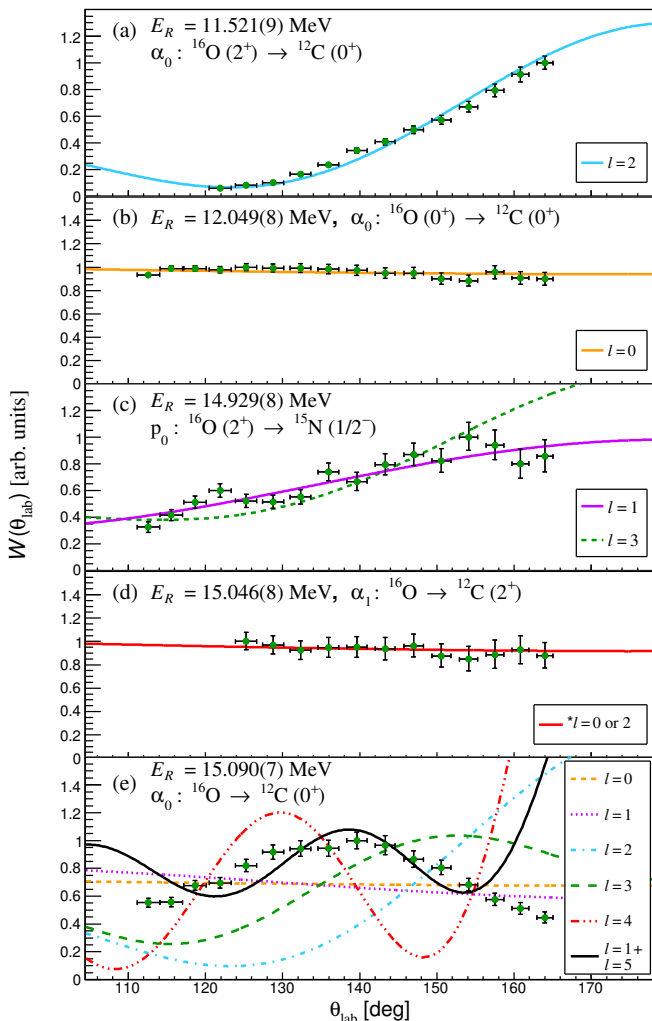 (a) E_R = 11.521(9) MeV
α₀ : ¹⁶O (2⁺) → ¹²C (0⁺)
1.2
1
0.8
0.6
0.4
0.2
0
l = 2
(b) E_R = 12.049(8) MeV, α₀ : ¹⁶O (0⁺) → ¹²C (0⁺)
1.4
1.2
1
0.8
0.6
0.4
0.2
0
l = 0
(c) E_R = 14.929(8) MeV
p₀ : ¹⁶O (2⁺) → ¹⁵N (1/2⁻)
1.2
1
0.8
0.6
0.4
0.2
0
l = 1
l = 3
W(θ_lab) [arb. units]
(d) E_R = 15.046(8) MeV, α₁ : ¹⁶O → ¹²C (2⁺)
1.4
1.2
1
0.8
0.6
0.4
0.2
0
*l = 0 or 2
(e) E_R = 15.090(7) MeV
α₀ : ¹⁶O → ¹²C (0⁺)
1.4
1.2
1
0.8
0.6
0.4
0.2
0
l = 0
l = 1
l = 2
l = 3
l = 4
l = 1 +
l = 5
110 120 130 140 150 160 170
θ_lab [deg]